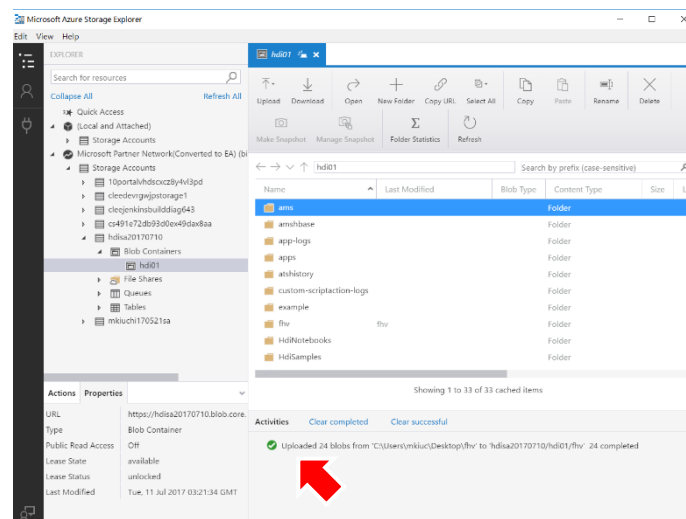 Microsoft Azure Storage Explorer
Edit View Help
EXPLORER
Search for resources
Collapse All Refresh All
Quick Access
(Local and Attached)
Storage Accounts
Microsoft Partner Network(Converted to EA) (bi
Storage Accounts
10portalvhdscxcz8y4vl3pd
cleedevrgwjpstorage1
cleejenkinsbuilddiag643
cs491e72db93d0ex49dax8aa
hdisa20170710
Blob Containers
hdi01
File Shares
Queues
Tables
mkiuchi170521sa
Actions Properties
URL https://hdisa20170710.blob.core.
Type Blob Container
Public Read Access Off
Lease State available
Lease Status unlocked
Last Modified Tue, 11 Jul 2017 03:21:34 GMT
hdi01
Upload Download Open New Folder Copy URL Select All Copy Paste Rename Delete
Make Snapshot Manage Snapshot Folder Statistics Refresh
hdi01 Search by prefix (case-sensitive)
Name Last Modified Blob Type Content Type Size L
ams Folder
amshbase Folder
app-logs Folder
apps Folder
atshistory Folder
custom-scriptaction-logs Folder
example Folder
fhv fhv Folder
HdiNotebooks Folder
HdiSamples Folder
Showing 1 to 33 of 33 cached items
Activities Clear completed Clear successful
Uploaded 24 blobs from 'C:\Users\mkiuc\Desktop\fhv' to 'hdisa20170710/hdi01/fhv' 24 completed